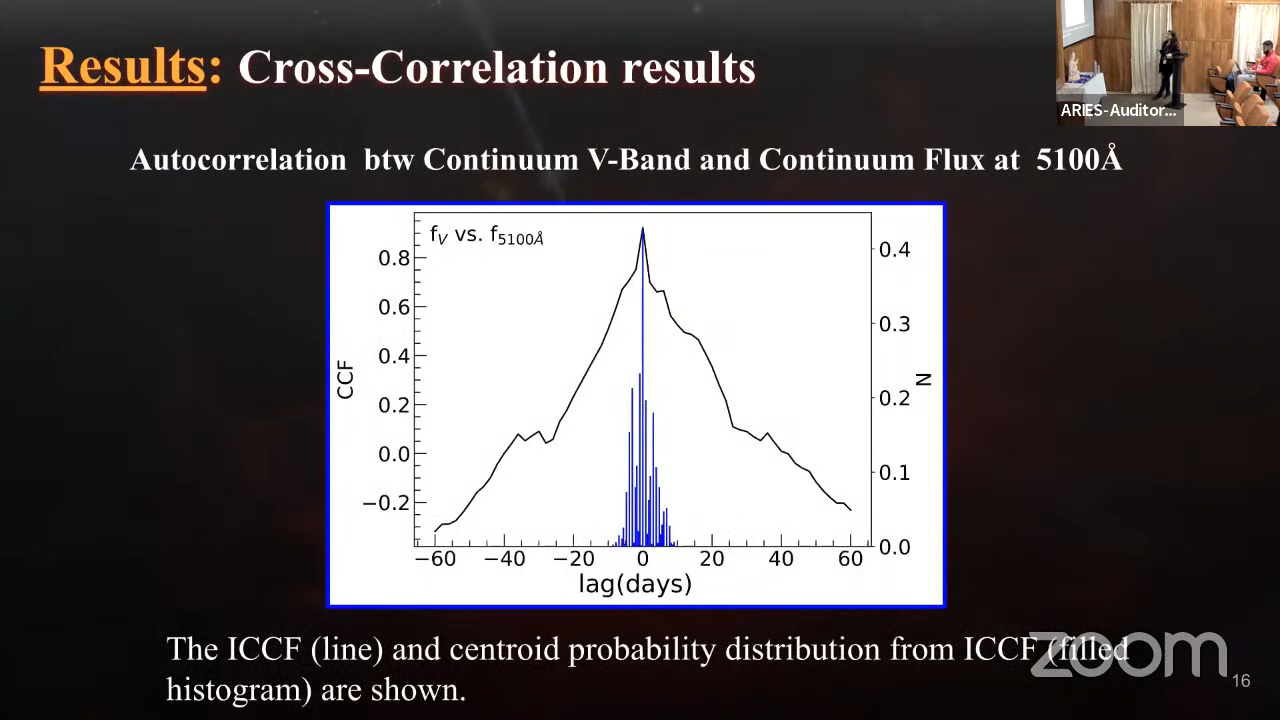 Results: Cross-Correlation results
ARIES-Auditor...
Autocorrelation btw Continuum V-Band and Continuum Flux at 5100Å
fV vs. f5100Å
0.8
0.6
0.4
0.2
0.0
−0.2
CCF
0.4
0.3
0.2
0.1
0.0
N
−60 −40 −20 0 20 40 60
lag(days)
The ICCF (line) and centroid probability distribution from ICCF (filled
histogram) are shown.
zoom
16